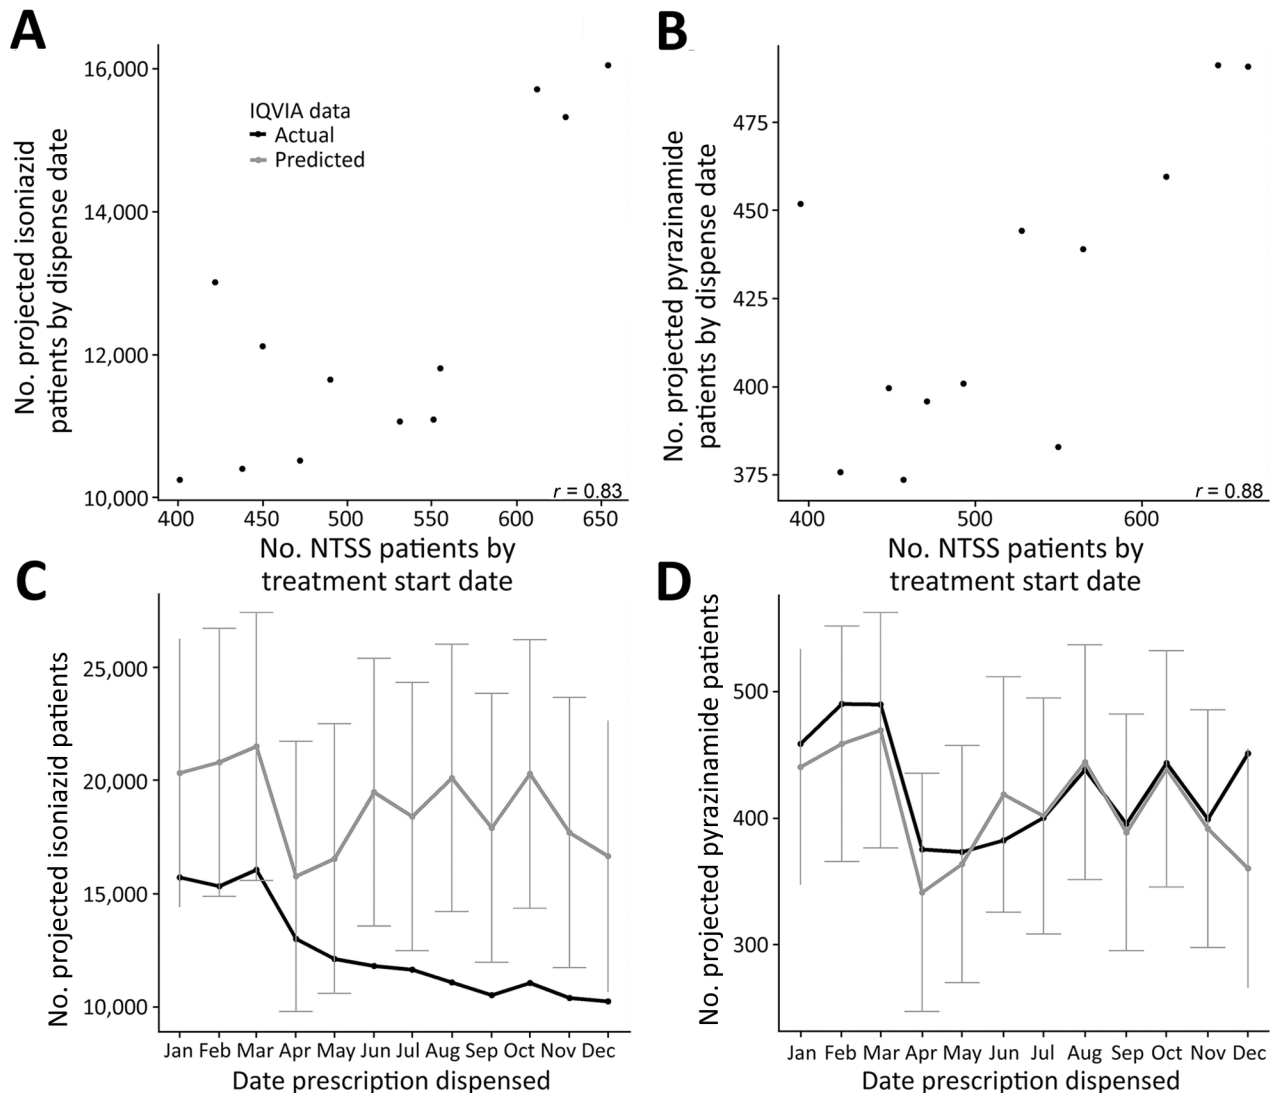 A
No. projected isoniazid
patients by dispense date
16,000
14,000
12,000
10,000
IQVIA data
Actual
Predicted
r = 0.83
400 450 500 550 600 650
No. NTSS patients by
treatment start date
B
No. projected pyrazinamide
patients by dispense date
475
450
425
400
375
r = 0.88
400 500 600
No. NTSS patients by
treatment start date
C
No. projected isoniazid patients
25,000
20,000
15,000
10,000
Jan Feb Mar Apr May Jun Jul Aug Sep Oct Nov Dec
Date prescription dispensed
D
No. projected pyrazinamide patients
500
400
300
Jan Feb Mar Apr May Jun Jul Aug Sep Oct Nov Dec
Date prescription dispensed